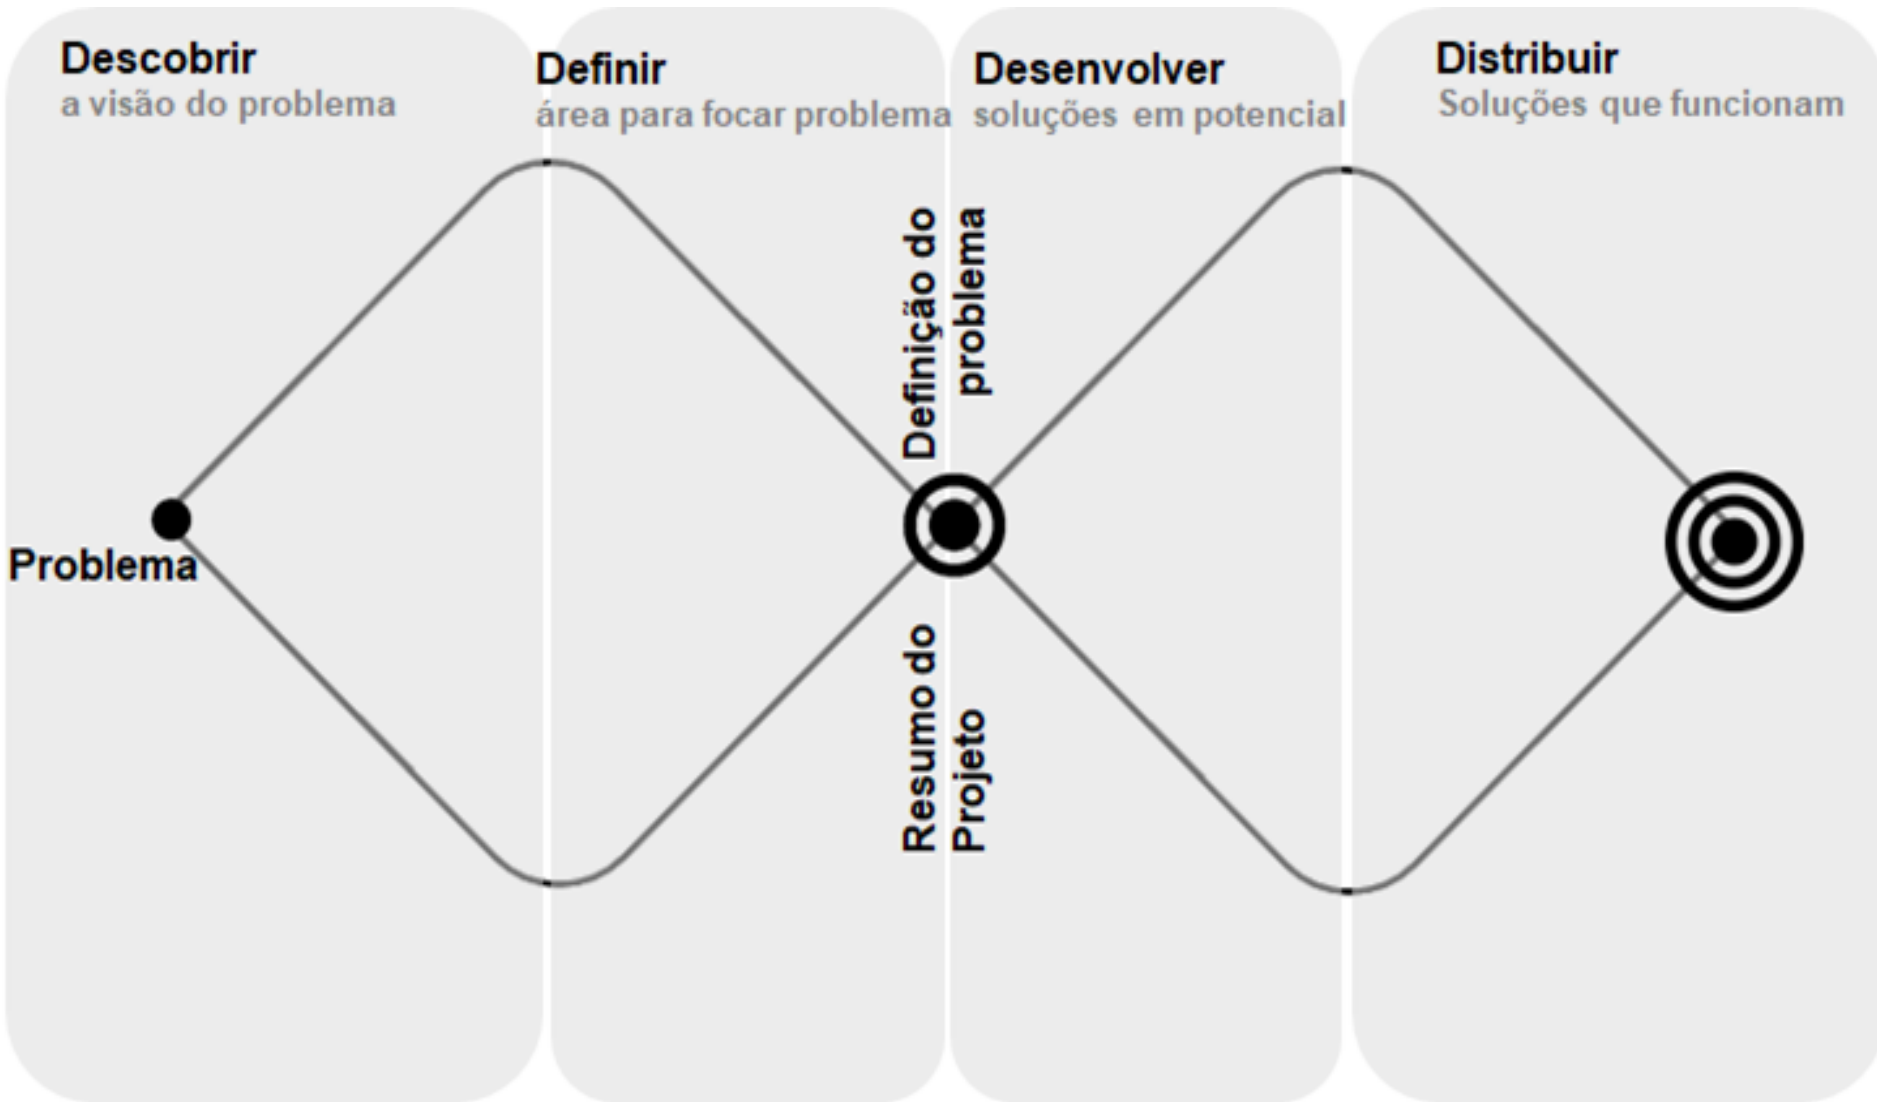 Descobrir
a visão do problema
Definir
área para focar problema
Desenvolver
soluções em potencial
Distribuir
Soluções que funcionam
Problema
Definição do
problema
Resumo do
Projeto